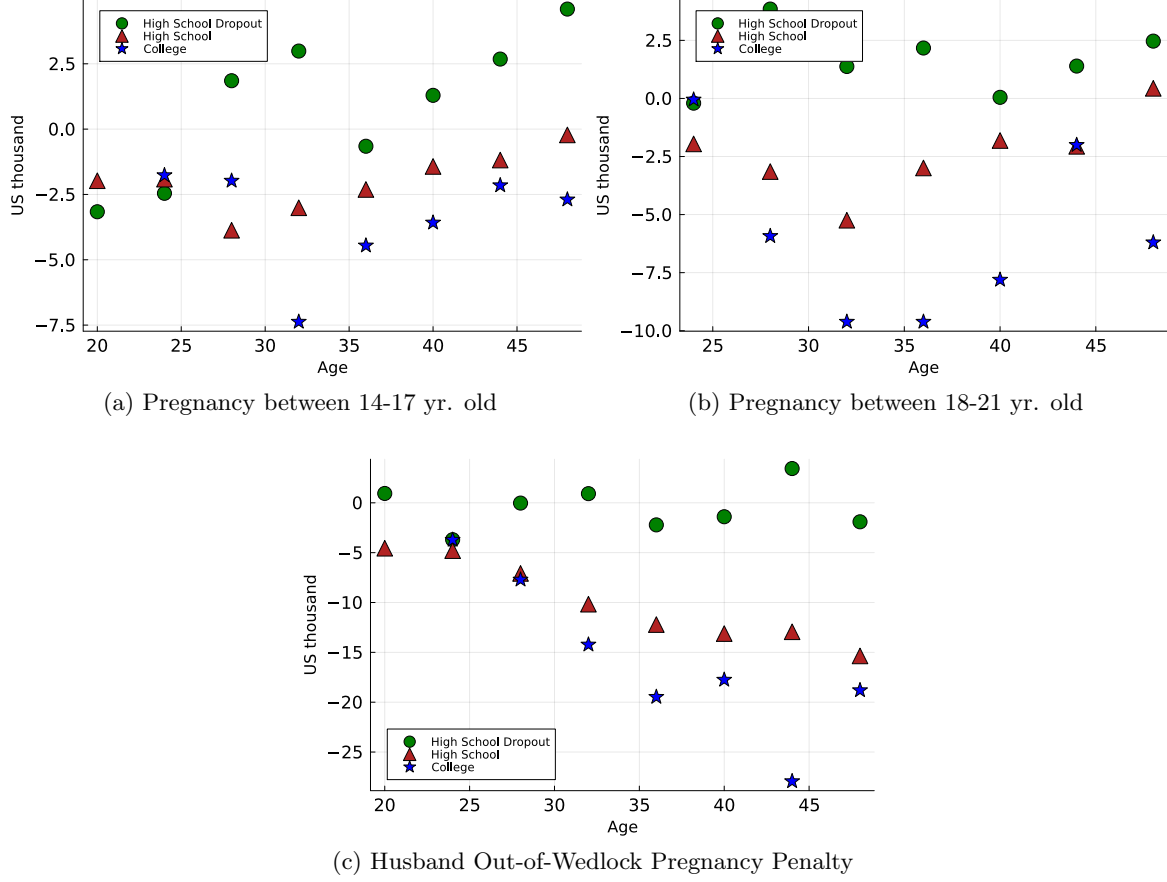 High School Dropout
High School
College
2.5
0.0
−2.5
−5.0
−7.5
US thousand
20 25 30 35 40 45
Age
(a) Pregnancy between 14-17 yr. old
High School Dropout
High School
College
2.5
0.0
−2.5
−5.0
−7.5
−10.0
US thousand
25 30 35 40 45
Age
(b) Pregnancy between 18-21 yr. old
0
−5
−10
−15
−20
−25
US thousand
High School Dropout
High School
College
20 25 30 35 40 45
Age
(c) Husband Out-of-Wedlock Pregnancy Penalty